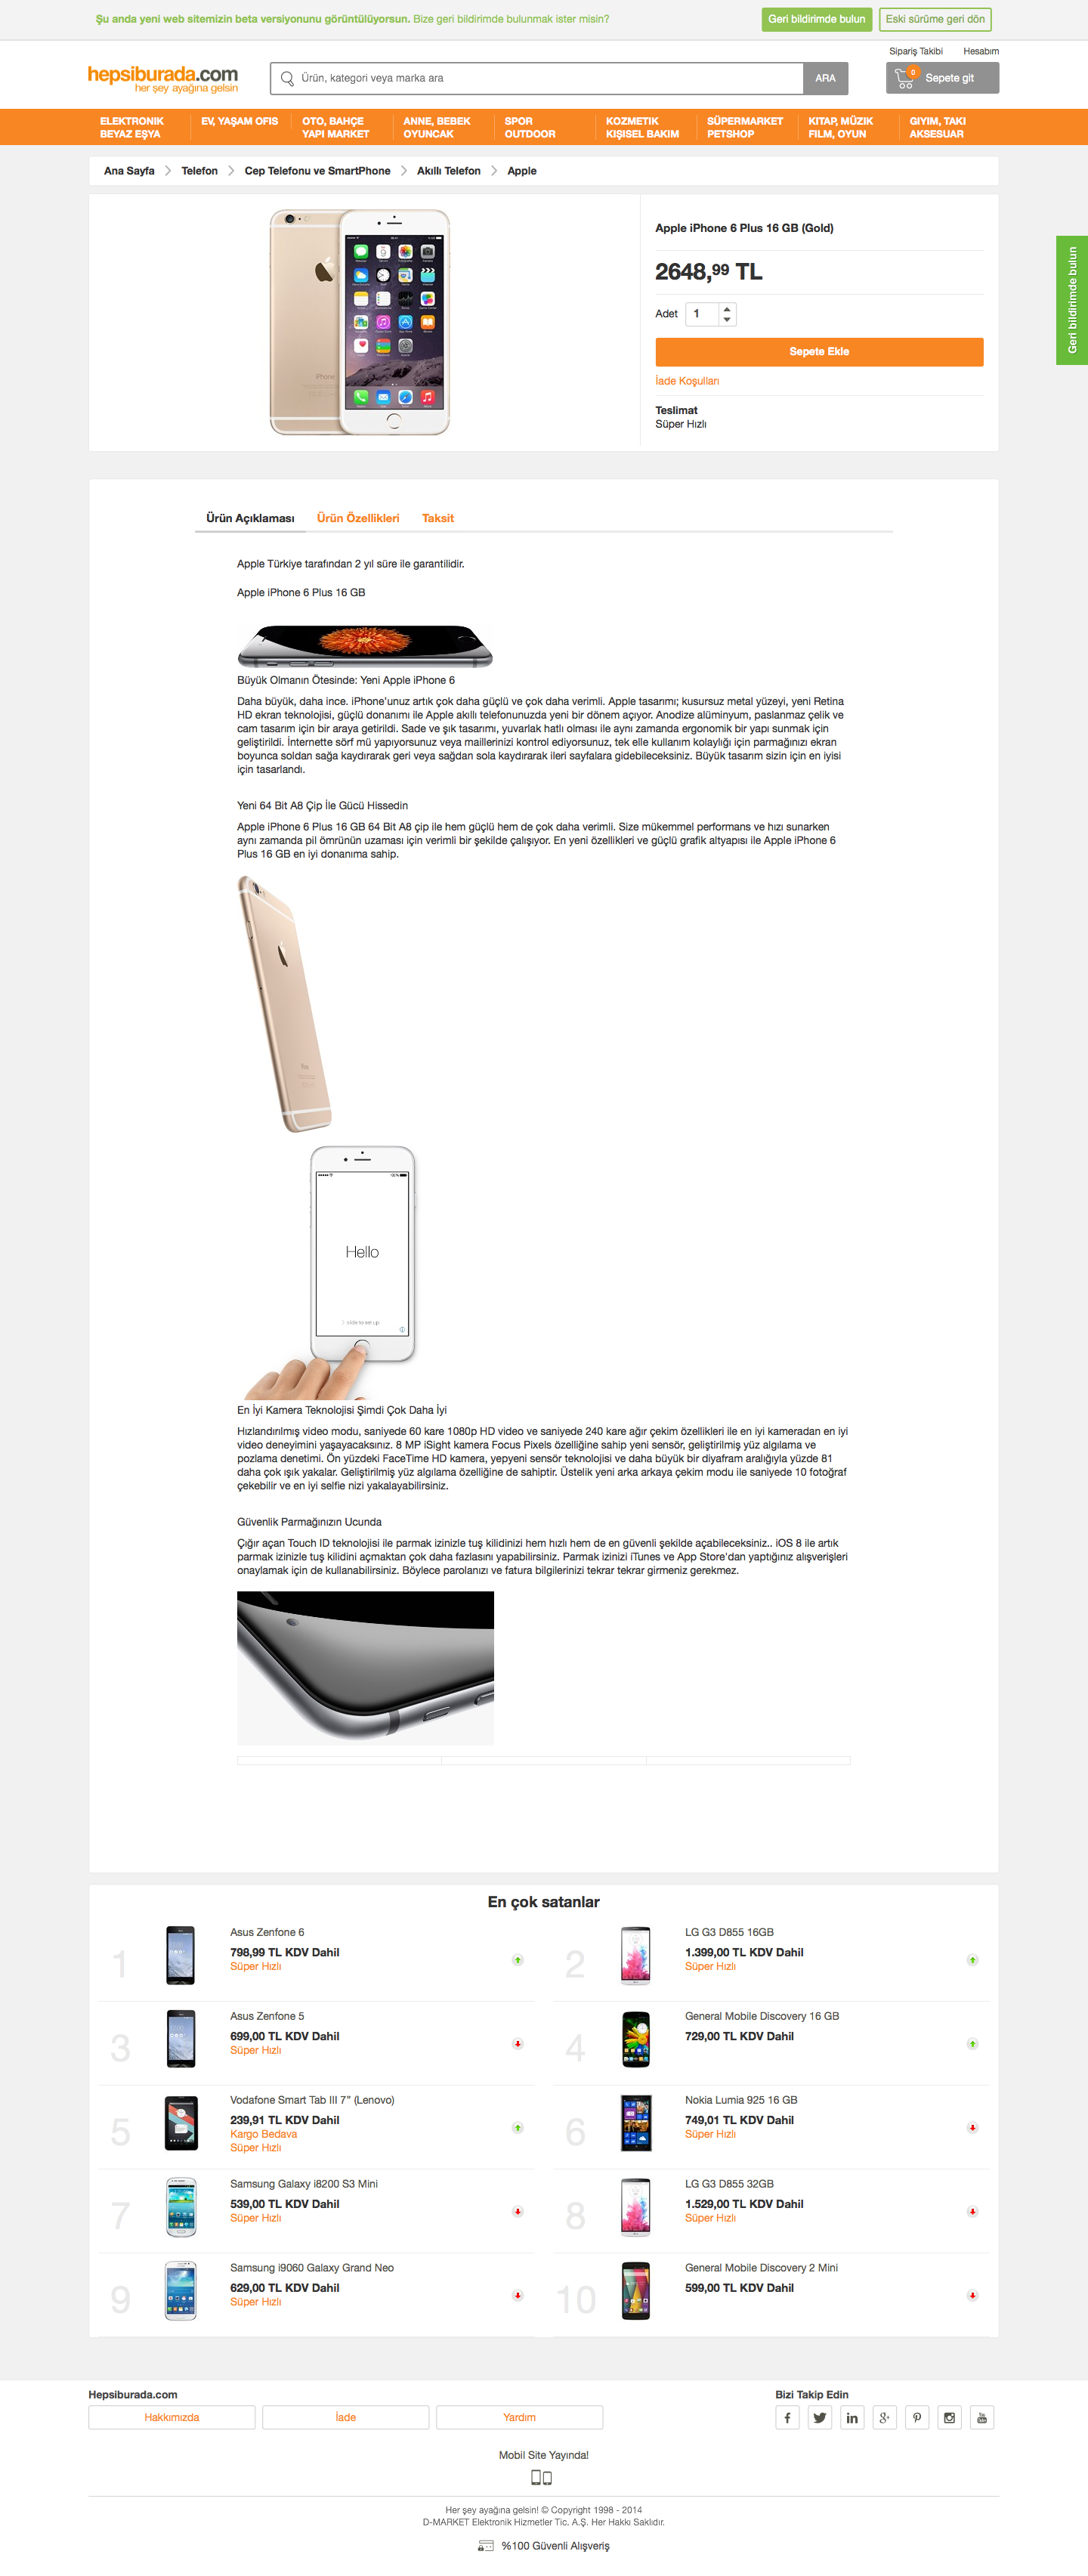 Şu anda yeni web sitemizin beta versiyonunu görüntülüyorsun. Bize geri bildirimde bulunmak ister misin?
Geri bildirimde bulun
Eski sürüme geri dön
Sipariş Takibi
Hesabım
hepsiburada.com
her şey ayağına gelsin
Ürün, kategori veya marka ara
ARA
0
Sepete git
ELEKTRONIK
BEYAZ EŞYA
EV, YAŞAM OFIS
OTO, BAHÇE
YAPI MARKET
ANNE, BEBEK
OYUNCAK
SPOR
OUTDOOR
KOZMETIK
KIŞISEL BAKIM
SÜPERMARKET
PETSHOP
KITAP, MÜZIK
FILM, OYUN
GIYIM, TAKI
AKSESUAR
Ana Sayfa
Telefon
Cep Telefonu ve SmartPhone
Akıllı Telefon
Apple
iPhone
Apple iPhone 6 Plus 16 GB (Gold)
2648,99 TL
Adet
1
Sepete Ekle
İade Koşulları
Teslimat
Süper Hızlı
Geri bildirimde bulun
Ürün Açıklaması
Ürün Özellikleri
Taksit
Apple Türkiye tarafından 2 yıl süre ile garantilidir.
Apple iPhone 6 Plus 16 GB
Büyük Olmanın Ötesinde: Yeni Apple iPhone 6
Daha büyük, daha ince. iPhone'unuz artık çok daha güçlü ve çok daha verimli. Apple tasarımı; kusursuz metal yüzeyi, yeni Retina
HD ekran teknolojisi, güçlü donanımı ile Apple akıllı telefonunuzda yeni bir dönem açıyor. Anodize alüminyum, paslanmaz çelik ve
cam tasarım için bir araya getirildi. Sade ve şık tasarımı, yuvarlak hatlı olması ile aynı zamanda ergonomik bir yapı sunmak için
geliştirildi. İnternette sörf mü yapıyorsunuz veya maillerinizi kontrol ediyorsunuz, tek elle kullanım kolaylığı için parmağınızı ekran
boyunca soldan sağa kaydırarak geri veya sağdan sola kaydırarak ileri sayfalara gidebileceksiniz. Büyük tasarım sizin için en iyisi
için tasarlandı.
Yeni 64 Bit A8 Çip İle Gücü Hissedin
Apple iPhone 6 Plus 16 GB 64 Bit A8 çip ile hem güçlü hem de çok daha verimli. Size mükemmel performans ve hızı sunarken
aynı zamanda pil ömrünün uzaması için verimli bir şekilde çalışıyor. En yeni özellikleri ve güçlü grafik altyapısı ile Apple iPhone 6
Plus 16 GB en iyi donanıma sahip.
Hello
slide to set up
En İyi Kamera Teknolojisi Şimdi Çok Daha İyi
Hızlandırılmış video modu, saniyede 60 kare 1080p HD video ve saniyede 240 kare ağır çekim özellikleri ile en iyi kameradan en iyi
video deneyimini yaşayacaksınız. 8 MP iSight kamera Focus Pixels özelliğine sahip yeni sensör, geliştirilmiş yüz algılama ve
pozlama denetimi. Ön yüzdeki FaceTime HD kamera, yepyeni sensör teknolojisi ve daha büyük bir diyafram aralığıyla yüzde 81
daha çok ışık yakalar. Geliştirilmiş yüz algılama özelliğine de sahiptir. Üstelik yeni arka arkaya çekim modu ile saniyede 10 fotoğraf
çekebilir ve en iyi selfie nizi yakalayabilirsiniz.
Güvenlik Parmağınızın Ucunda
Çığır açan Touch ID teknolojisi ile parmak izinizle tuş kilidinizi hem hızlı hem de en güvenli şekilde açabileceksiniz.. iOS 8 ile artık
parmak izinizle tuş kilidini açmaktan çok daha fazlasını yapabilirsiniz. Parmak izinizi iTunes ve App Store'dan yaptığınız alışverişleri
onaylamak için de kullanabilirsiniz. Böylece parolanızı ve fatura bilgilerinizi tekrar tekrar girmeniz gerekmez.
En çok satanlar
1
Asus Zenfone 6
798,99 TL KDV Dahil
Süper Hızlı
2
LG G3 D855 16GB
1.399,00 TL KDV Dahil
Süper Hızlı
3
Asus Zenfone 5
699,00 TL KDV Dahil
Süper Hızlı
4
General Mobile Discovery 16 GB
729,00 TL KDV Dahil
5
Vodafone Smart Tab III 7” (Lenovo)
239,91 TL KDV Dahil
Kargo Bedava
Süper Hızlı
6
Nokia Lumia 925 16 GB
749,01 TL KDV Dahil
Süper Hızlı
7
Samsung Galaxy i8200 S3 Mini
539,00 TL KDV Dahil
Süper Hızlı
8
LG G3 D855 32GB
1.529,00 TL KDV Dahil
Süper Hızlı
9
Samsung i9060 Galaxy Grand Neo
629,00 TL KDV Dahil
Süper Hızlı
10
General Mobile Discovery 2 Mini
599,00 TL KDV Dahil
Hepsiburada.com
Hakkımızda
İade
Yardım
Bizi Takip Edin
Mobil Site Yayında!
Her şey ayağına gelsin! © Copyright 1998 - 2014
D-MARKET Elektronik Hizmetler Tic. A.Ş. Her Hakkı Saklıdır.
%100 Güvenli Alışveriş